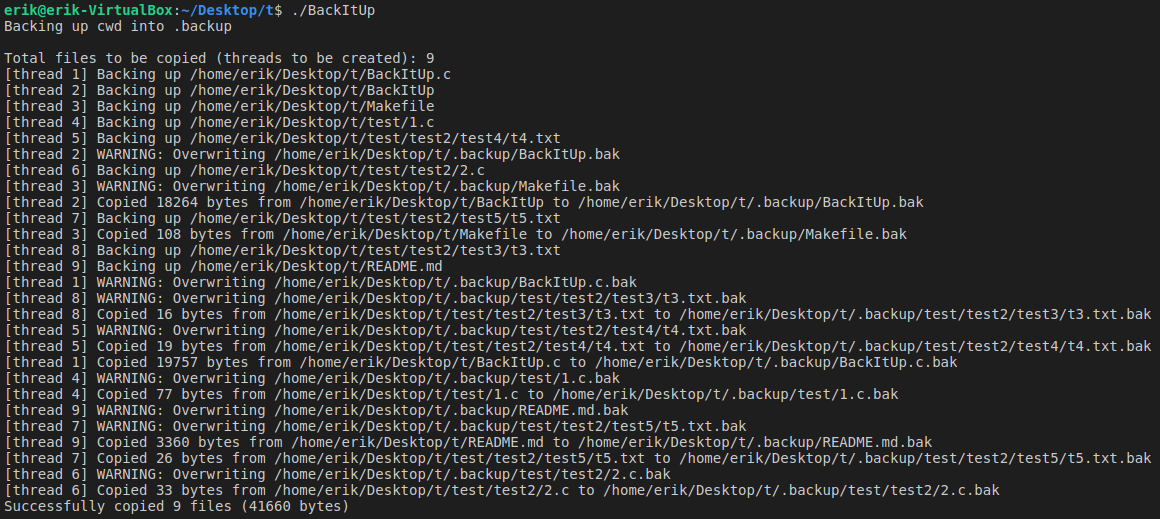 erik@erik-VirtualBox:~/Desktop/t$ ./BackItUp
Backing up cwd into .backup
Total files to be copied (threads to be created): 9
[thread 1] Backing up /home/erik/Desktop/t/BackItUp.c
[thread 2] Backing up /home/erik/Desktop/t/BackItUp
[thread 3] Backing up /home/erik/Desktop/t/Makefile
[thread 4] Backing up /home/erik/Desktop/t/test/1.c
[thread 5] Backing up /home/erik/Desktop/t/test/test2/test4/t4.txt
[thread 2] WARNING: Overwriting /home/erik/Desktop/t/.backup/BackItUp.bak
[thread 6] Backing up /home/erik/Desktop/t/test/test2/2.c
[thread 3] WARNING: Overwriting /home/erik/Desktop/t/.backup/Makefile.bak
[thread 2] Copied 18264 bytes from /home/erik/Desktop/t/BackItUp to /home/erik/Desktop/t/.backup/BackItUp.bak
[thread 7] Backing up /home/erik/Desktop/t/test/test2/test5/t5.txt
[thread 3] Copied 108 bytes from /home/erik/Desktop/t/Makefile to /home/erik/Desktop/t/.backup/Makefile.bak
[thread 8] Backing up /home/erik/Desktop/t/test/test2/test3/t3.txt
[thread 9] Backing up /home/erik/Desktop/t/README.md
[thread 1] WARNING: Overwriting /home/erik/Desktop/t/.backup/BackItUp.c.bak
[thread 8] WARNING: Overwriting /home/erik/Desktop/t/.backup/test/test2/test3/t3.txt.bak
[thread 8] Copied 16 bytes from /home/erik/Desktop/t/test/test2/test3/t3.txt to /home/erik/Desktop/t/.backup/test/test2/test3/t3.txt.bak
[thread 5] WARNING: Overwriting /home/erik/Desktop/t/.backup/test/test2/test4/t4.txt.bak
[thread 5] Copied 19 bytes from /home/erik/Desktop/t/test/test2/test4/t4.txt to /home/erik/Desktop/t/.backup/test/test2/test4/t4.txt.bak
[thread 1] Copied 19757 bytes from /home/erik/Desktop/t/BackItUp.c to /home/erik/Desktop/t/.backup/BackItUp.c.bak
[thread 4] WARNING: Overwriting /home/erik/Desktop/t/.backup/test/1.c.bak
[thread 4] Copied 77 bytes from /home/erik/Desktop/t/test/1.c to /home/erik/Desktop/t/.backup/test/1.c.bak
[thread 9] WARNING: Overwriting /home/erik/Desktop/t/.backup/README.md.bak
[thread 7] WARNING: Overwriting /home/erik/Desktop/t/.backup/test/test2/test5/t5.txt.bak
[thread 9] Copied 3360 bytes from /home/erik/Desktop/t/README.md to /home/erik/Desktop/t/.backup/README.md.bak
[thread 7] Copied 26 bytes from /home/erik/Desktop/t/test/test2/test5/t5.txt to /home/erik/Desktop/t/.backup/test/test2/test5/t5.txt.bak
[thread 6] WARNING: Overwriting /home/erik/Desktop/t/.backup/test/test2/2.c.bak
[thread 6] Copied 33 bytes from /home/erik/Desktop/t/test/test2/2.c to /home/erik/Desktop/t/.backup/test/test2/2.c.bak
Successfully copied 9 files (41660 bytes)